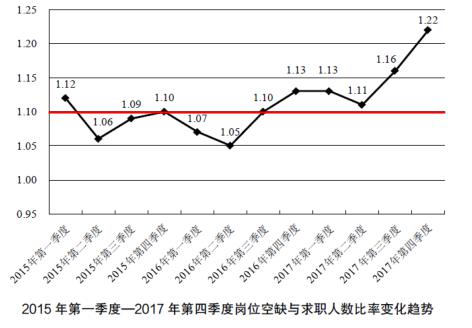 1.25
1.20
1.15
1.10
1.05
1.00
0.95
1.12
1.06
1.09
1.10
1.07
1.05
1.10
1.13
1.13
1.11
1.16
1.22
2015年第一季度
2015年第二季度
2015年第三季度
2015年第四季度
2016年第一季度
2016年第二季度
2016年第三季度
2016年第四季度
2017年第一季度
2017年第二季度
2017年第三季度
2017年第四季度
2015 年第一季度—2017 年第四季度岗位空缺与求职人数比率变化趋势